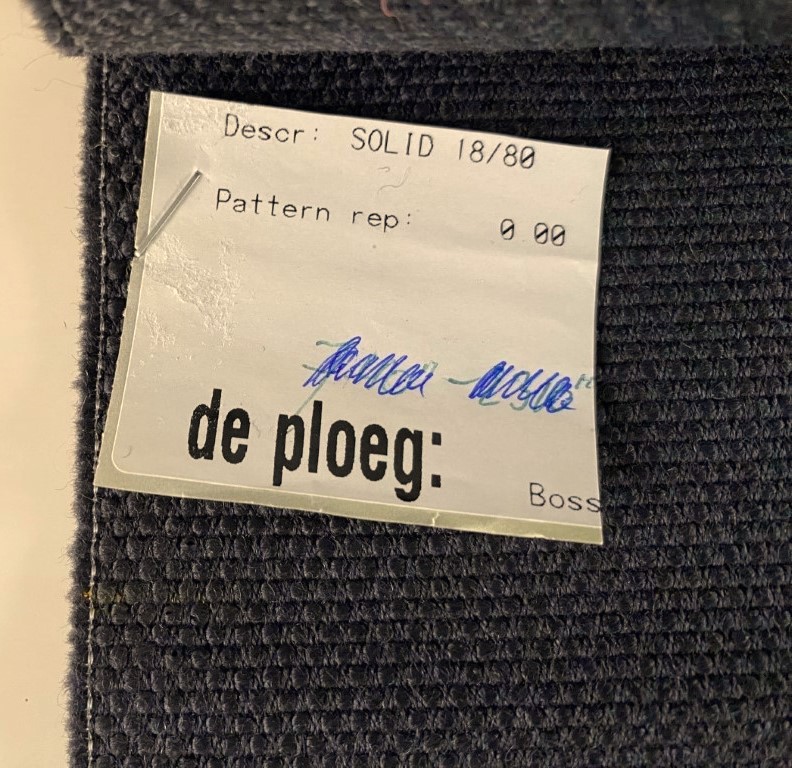 Descr: SOLID 18/80
Pattern rep: 0 00
de ploeg:
Boss